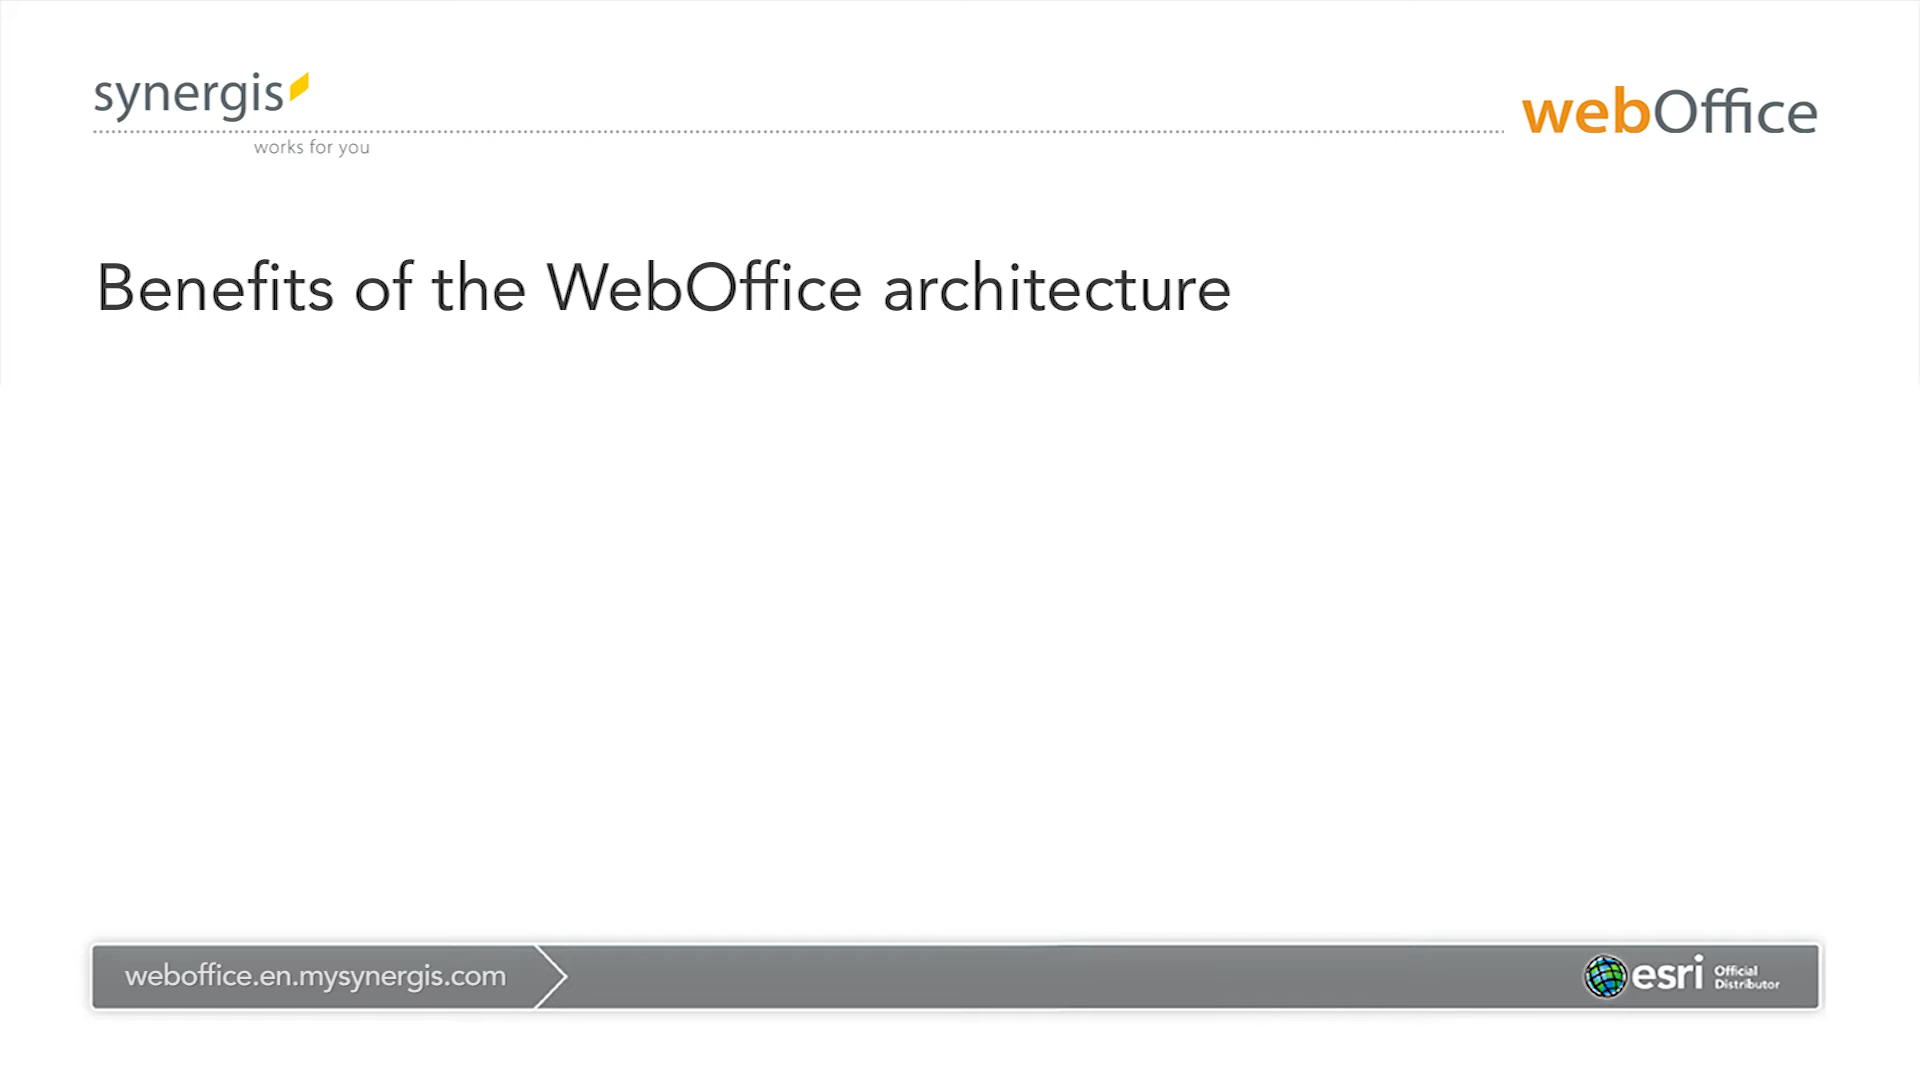 synergis
works for you
webOffice
Benefits of the WebOffice architecture
weboffice.en.mysynergis.com
esri Official
Distributor